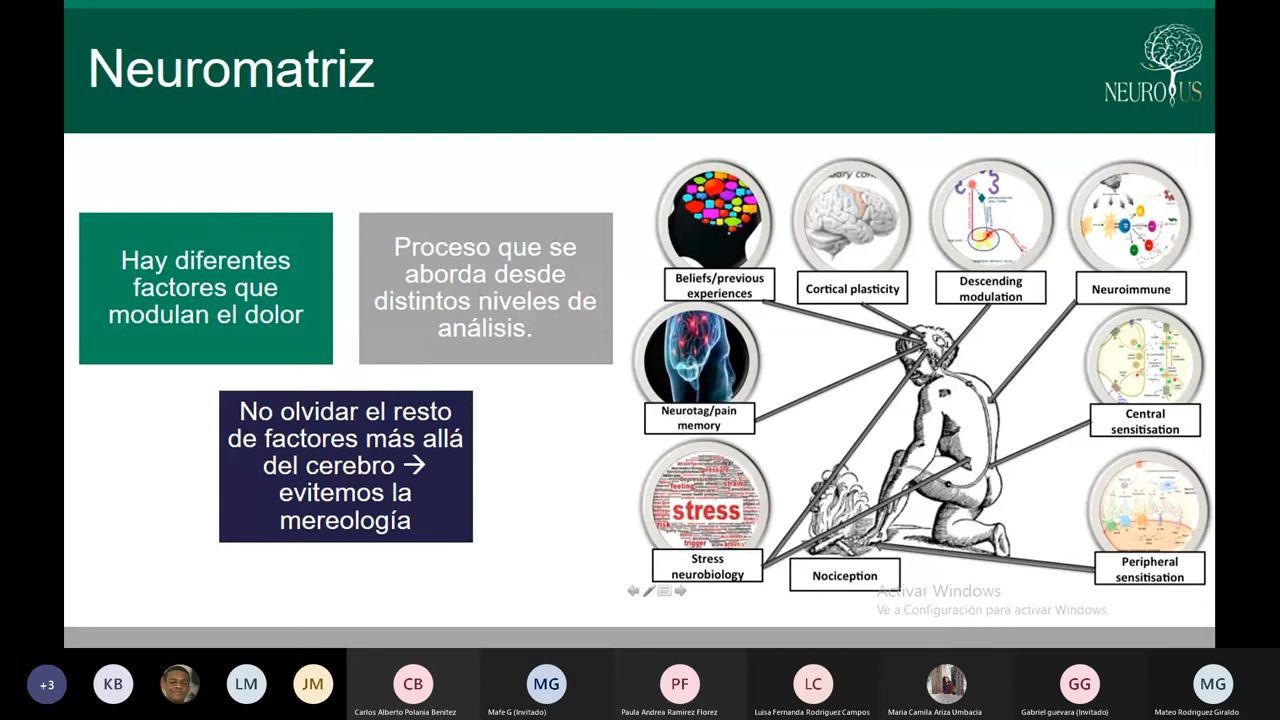 Neuromatriz
NEURO US
Hay diferentes
factores que
modulan el dolor
Proceso que se
aborda desde
distintos niveles de
análisis.
No olvidar el resto
de factores más allá
del cerebro →
evitemos la
mereología
Beliefs/previous
experiences
Cortical plasticity
Descending
modulation
Neuroimmune
Neurotag/pain
memory
Central
sensitisation
feeling
stress
risk
trigger
Stress
neurobiology
Nociception
Peripheral
sensitisation
Activar Windows
Ve a Configuración para activar Windows.
+3
KB
LM
JM
CB
MG
PF
LC
GG
MG
Carlos Alberto Polania Benitez
Mafe G (Invitado)
Paula Andrea Ramirez Florez
Luisa Fernanda Rodriguez Campos
Maria Camila Ariza Umbacia
Gabriel guevara (Invitado)
Mateo Rodriguez Giraldo